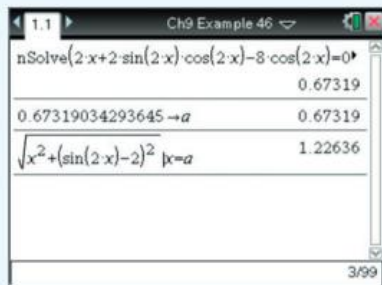 1.1 Ch9 Example 46
nSolve(2·x+2·sin(2·x)·cos(2·x)−8·cos(2·x)=0▸
0.67319
0.67319034293645→a 0.67319
√x²+(sin(2·x)−2)² |x=a 1.22636
3/99